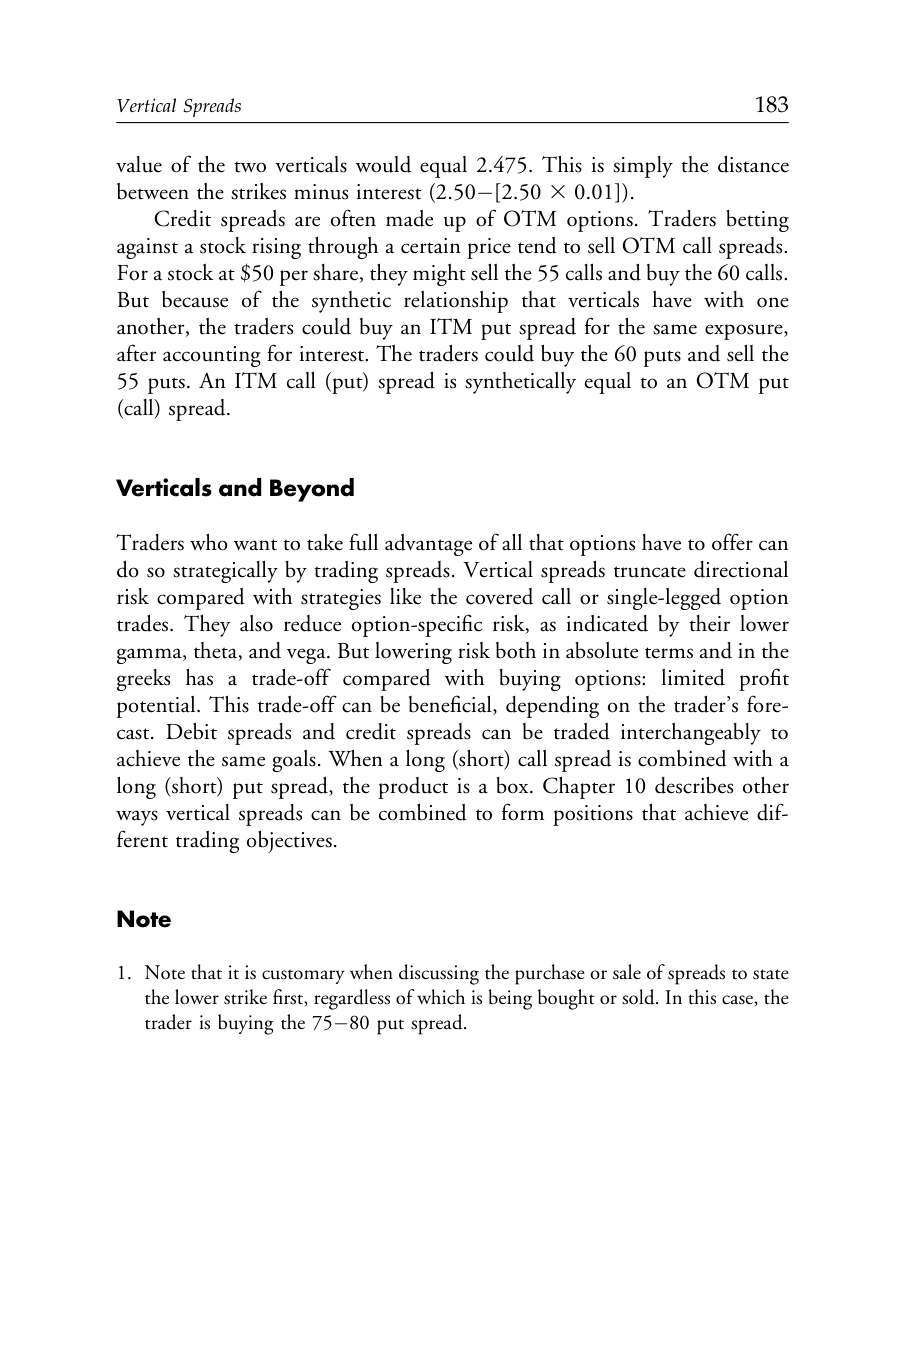 Vertical Spreads 183
value of the two verticals would equal 2.475. This is simply the distance
between the strikes minus interest (2.50−[2.50 × 0.01]).
Credit spreads are often made up of OTM options. Traders betting
against a stock rising through a certain price tend to sell OTM call spreads.
For a stock at $50 per share, they might sell the 55 calls and buy the 60 calls.
But because of the synthetic relationship that verticals have with one
another, the traders could buy an ITM put spread for the same exposure,
after accounting for interest. The traders could buy the 60 puts and sell the
55 puts. An ITM call (put) spread is synthetically equal to an OTM put
(call) spread.
Verticals and Beyond
Traders who want to take full advantage of all that options have to offer can
do so strategically by trading spreads. Vertical spreads truncate directional
risk compared with strategies like the covered call or single-legged option
trades. They also reduce option-specific risk, as indicated by their lower
gamma, theta, and vega. But lowering risk both in absolute terms and in the
greeks has a trade-off compared with buying options: limited profit
potential. This trade-off can be beneficial, depending on the trader’s fore-
cast. Debit spreads and credit spreads can be traded interchangeably to
achieve the same goals. When a long (short) call spread is combined with a
long (short) put spread, the product is a box. Chapter 10 describes other
ways vertical spreads can be combined to form positions that achieve dif-
ferent trading objectives.
Note
1. Note that it is customary when discussing the purchase or sale of spreads to state
the lower strike first, regardless of which is being bought or sold. In this case, the
trader is buying the 75−80 put spread.